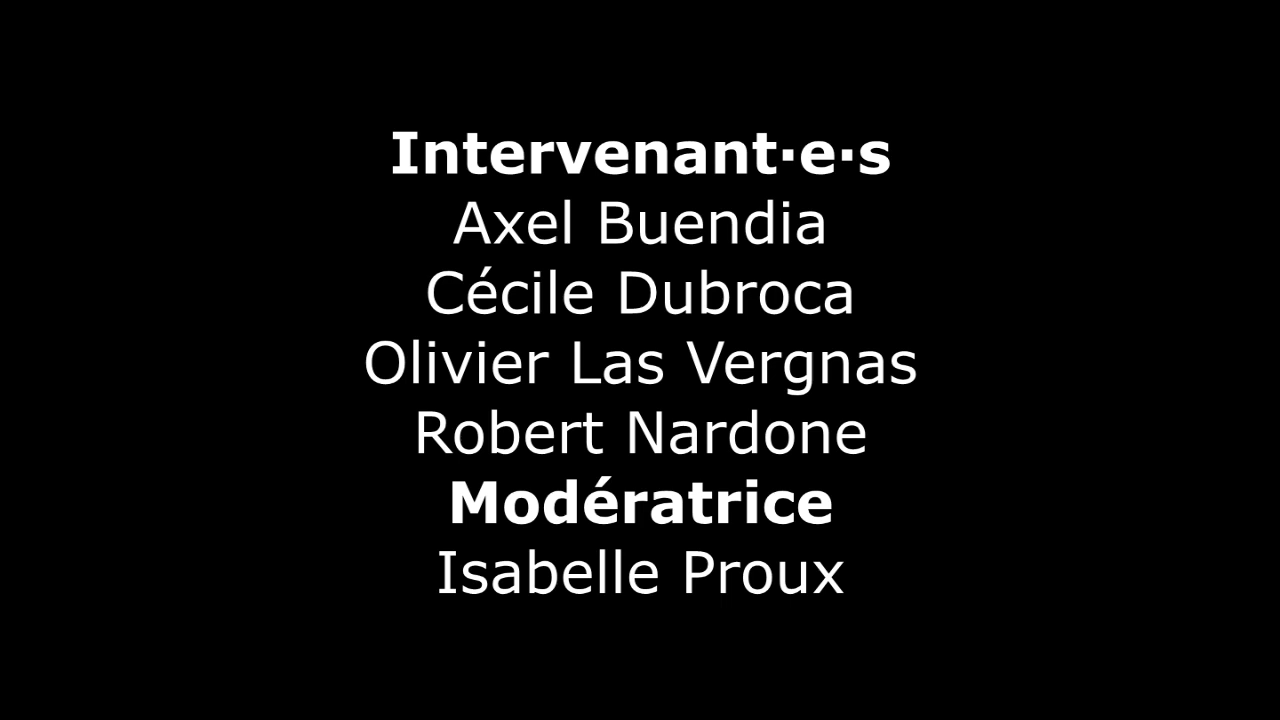 Intervenant·e·s
Axel Buendia
Cécile Dubroca
Olivier Las Vergnas
Robert Nardone
Modératrice
Isabelle Proux